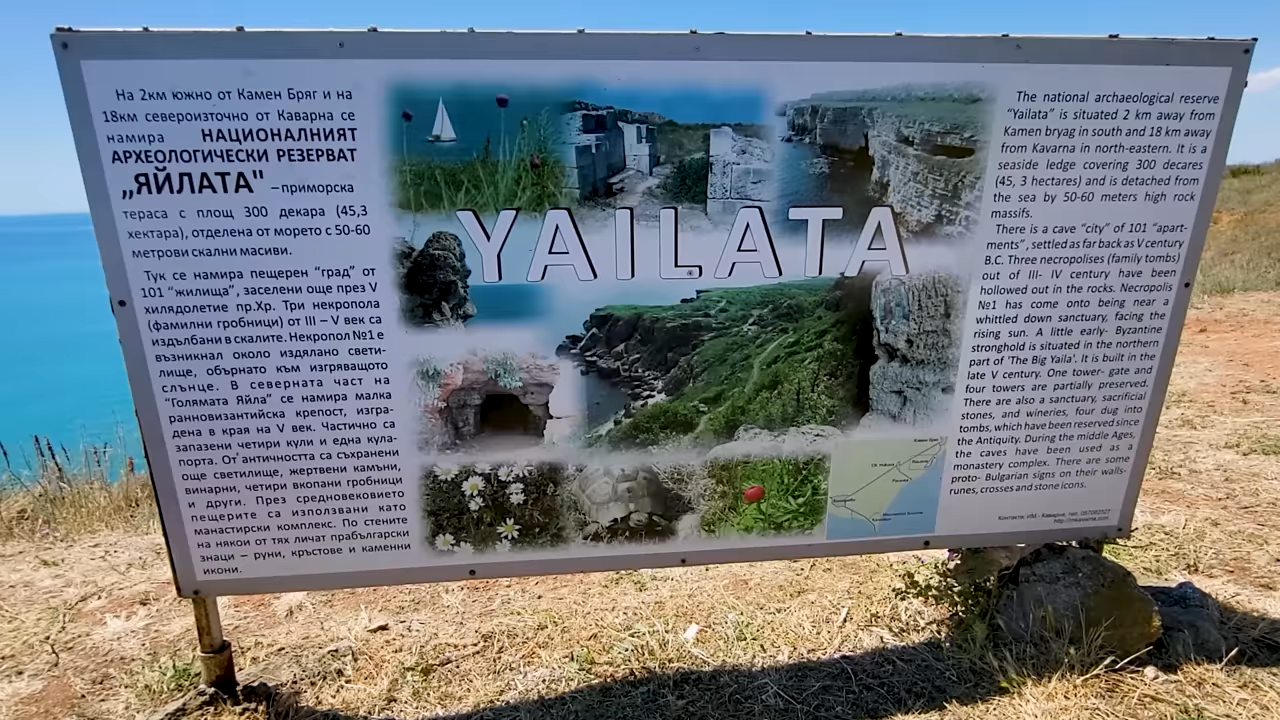 На 2км южно от Камен Бряг и на
18км североизточно от Каварна се
намира НАЦИОНАЛНИЯТ
АРХЕОЛОГИЧЕСКИ РЕЗЕРВАТ
„ЯЙЛАТА" – приморска
тераса с площ 300 декара (45,3
хектара), отделена от морето с 50-60
метрови скални масиви.
Тук се намира пещерен "град" от
101 "жилища", заселени още през V
хилядолетие пр.Хр. Три некропола
(фамилни гробници) от III – V век са
издълбани в скалите. Некропол №1 е
възникнал около издялано свети-
лище, обърнато към изгряващото
слънце. В северната част на
"Голямата Яйла" се намира малка
ранновизантийска крепост, изгра-
дена в края на V век. Частично са
запазени четири кули и една кула-
порта. От античността са съхранени
още светилище, жертвени камъни,
винарни, четири вкопани гробници
и други. През средновековието
пещерите са използвани като
манастирски комплекс. По стените
на някои от тях личат прабългарски
знаци – руни, кръстове и каменни
икони.
YAILATA
The national archaeological reserve
"Yailata" is situated 2 km away from
Kamen bryag in south and 18 km away
from Kavarna in north-eastern. It is a
seaside ledge covering 300 decares
(45, 3 hectares) and is detached from
the sea by 50-60 meters high rock
massifs.
There is a cave "city" of 101 "apart-
ments", settled as far back as V century
B.C. Three necropolises (family tombs)
out of III- IV century have been
hollowed out in the rocks. Necropolis
№1 has come onto being near a
whittled down sanctuary, facing the
rising sun. A little early- Byzantine
stronghold is situated in the northern
part of 'The Big Yaila'. It is built in the
late V century. One tower- gate and
four towers are partially preserved.
There are also a sanctuary, sacrificial
stones, and wineries, four dug into
tombs, which have been reserved since
the Antiquity. During the middle Ages,
the caves have been used as a
monastery complex. There are some
proto- Bulgarian signs on their walls-
runes, crosses and stone icons.
Контакти: ИМ - Каварна, тел.